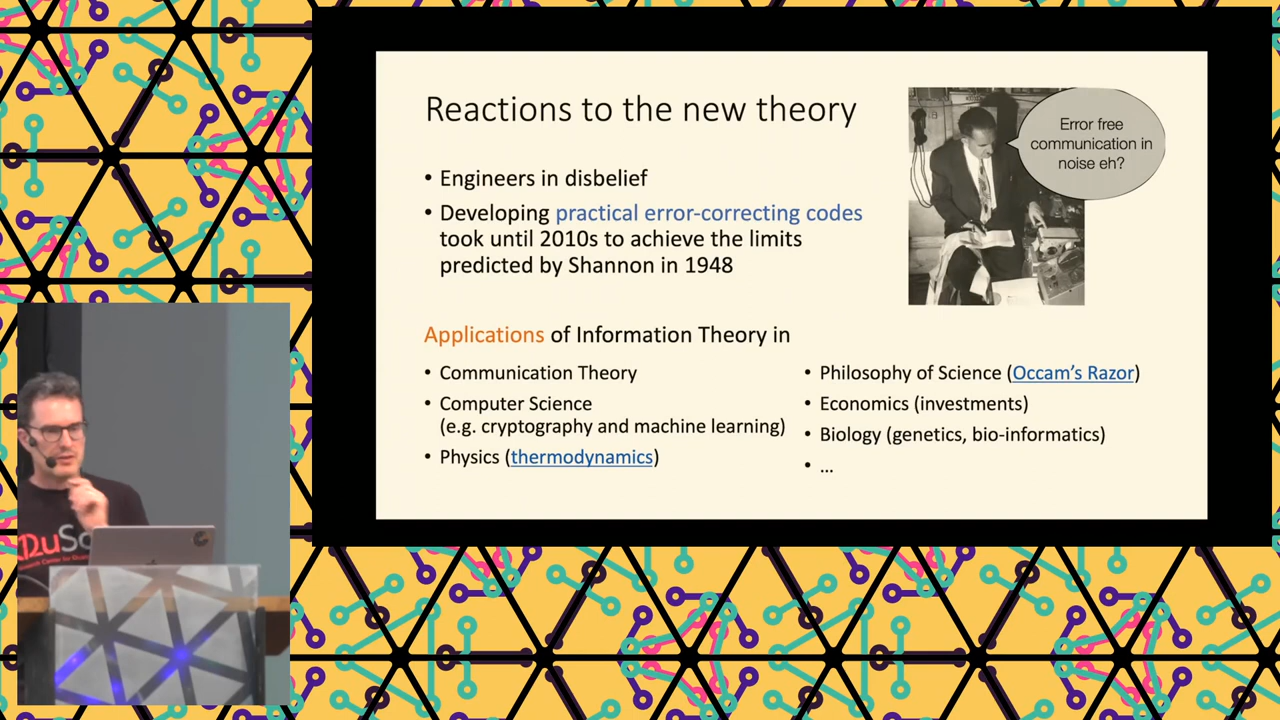 Reactions to the new theory
Error free
communication in
noise eh?
• Engineers in disbelief
• Developing practical error-correcting codes
took until 2010s to achieve the limits
predicted by Shannon in 1948
Applications of Information Theory in
• Communication Theory
• Computer Science
(e.g. cryptography and machine learning)
• Physics (thermodynamics)
• Philosophy of Science (Occam's Razor)
• Economics (investments)
• Biology (genetics, bio-informatics)
• ...
QuSo